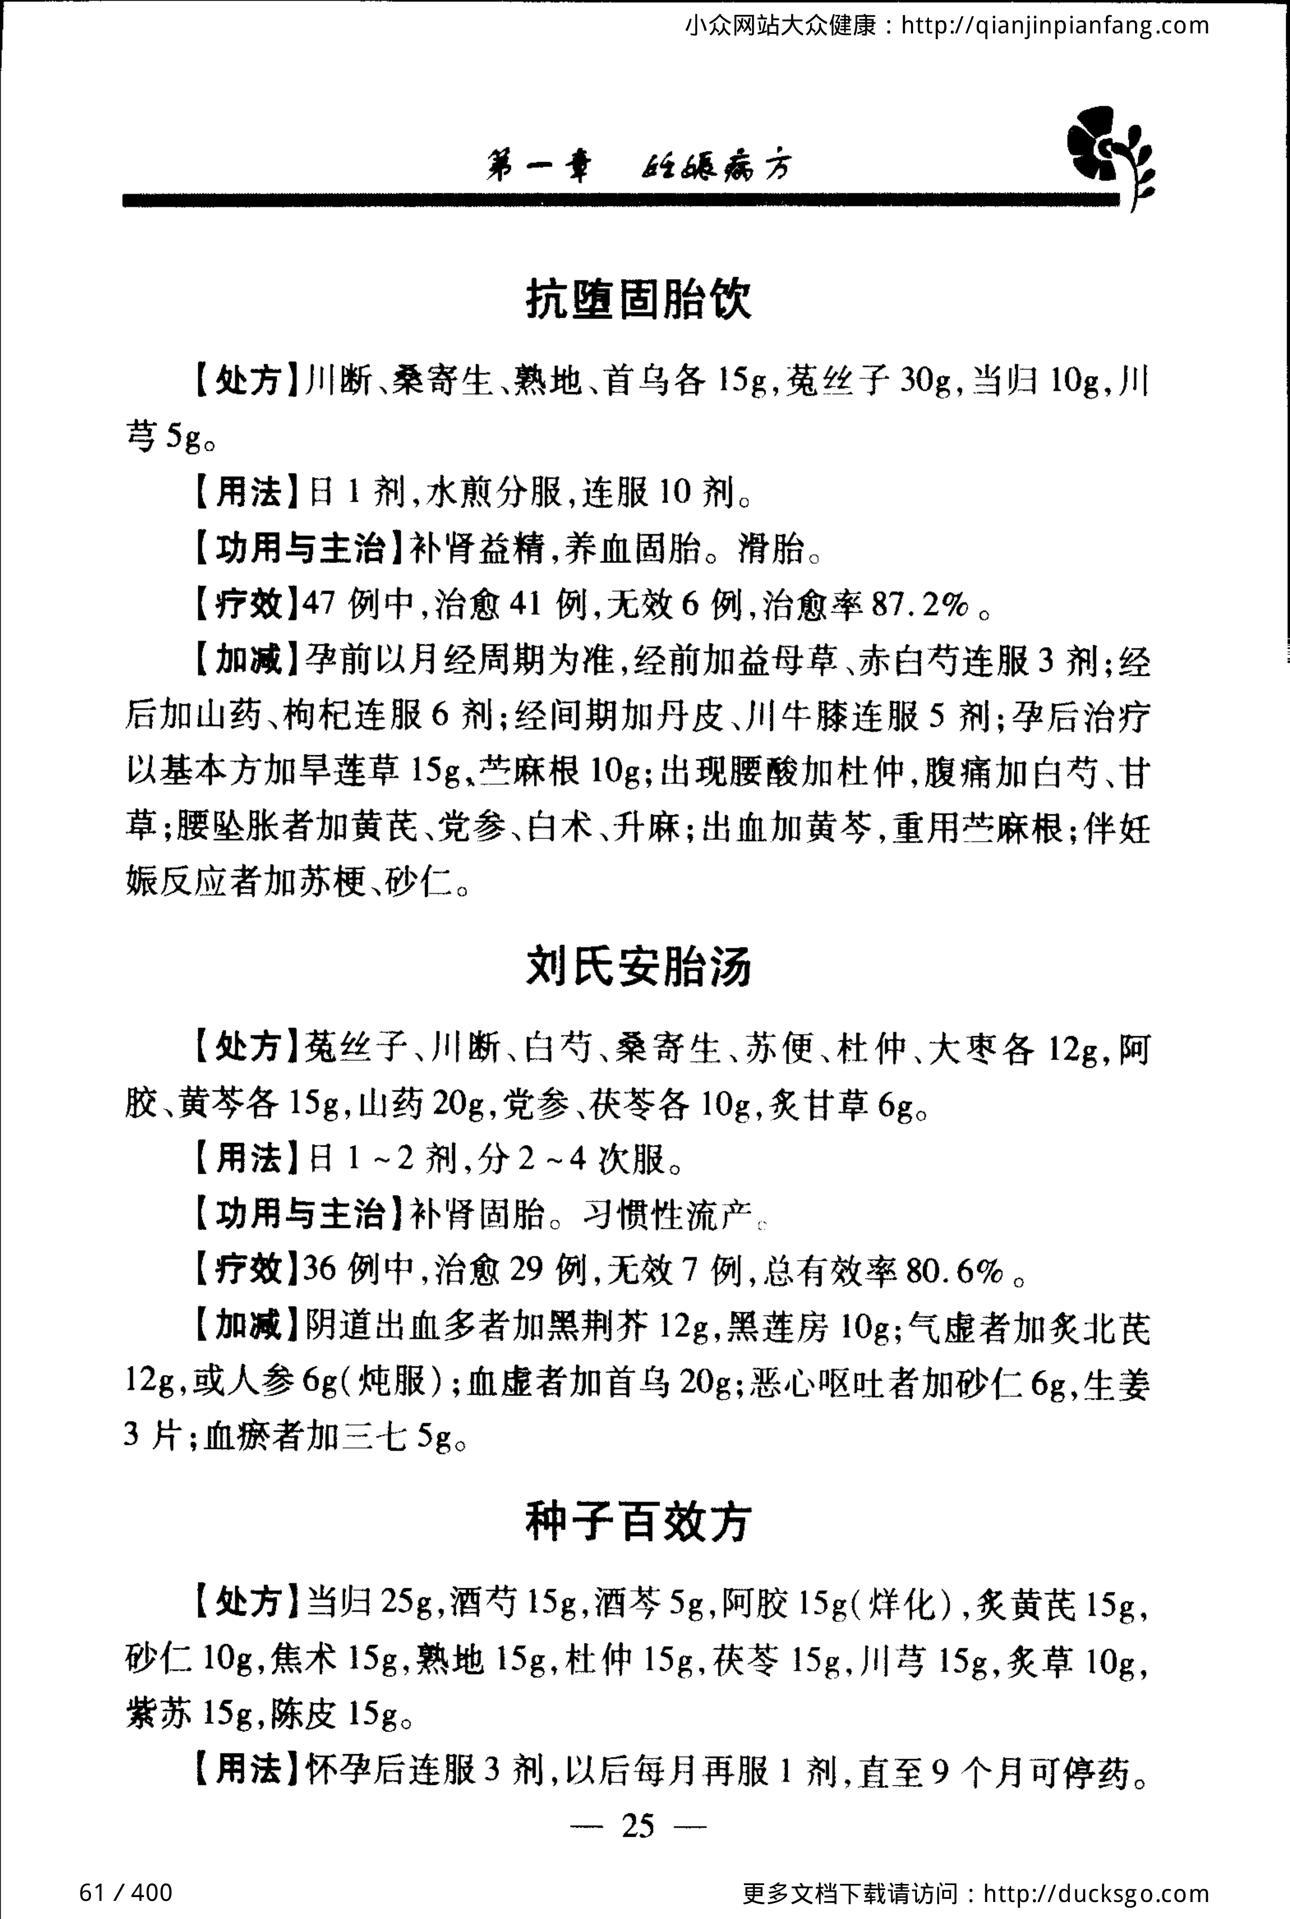 小众网站大众健康：http://qianjinpianfang.com
第一章 妊娠病方
抗堕固胎饮
【处方】川断、桑寄生、熟地、首乌各 15g,菟丝子 30g,当归 10g,川
芎 5g。
【用法】日 1 剂,水煎分服,连服 10 剂。
【功用与主治】补肾益精,养血固胎。滑胎。
【疗效】47 例中,治愈 41 例,无效 6 例,治愈率 87.2%。
【加减】孕前以月经周期为准,经前加益母草、赤白芍连服 3 剂;经
后加山药、枸杞连服 6 剂;经间期加丹皮、川牛膝连服 5 剂;孕后治疗
以基本方加旱莲草 15g、苎麻根 10g;出现腰酸加杜仲,腹痛加白芍、甘
草;腰坠胀者加黄芪、党参、白术、升麻;出血加黄芩,重用苎麻根;伴妊
娠反应者加苏梗、砂仁。
刘氏安胎汤
【处方】菟丝子、川断、白芍、桑寄生、苏便、杜仲、大枣各 12g,阿
胶、黄芩各 15g,山药 20g,党参、茯苓各 10g,炙甘草 6g。
【用法】日 1～2 剂,分 2～4 次服。
【功用与主治】补肾固胎。习惯性流产。
【疗效】36 例中,治愈 29 例,无效 7 例,总有效率 80.6%。
【加减】阴道出血多者加黑荆芥 12g,黑莲房 10g;气虚者加炙北芪
12g,或人参 6g(炖服);血虚者加首乌 20g;恶心呕吐者加砂仁 6g,生姜
3 片;血瘀者加三七 5g。
种子百效方
【处方】当归 25g,酒芍 15g,酒芩 5g,阿胶 15g(烊化),炙黄芪 15g,
砂仁 10g,焦术 15g,熟地 15g,杜仲 15g,茯苓 15g,川芎 15g,炙草 10g,
紫苏 15g,陈皮 15g。
【用法】怀孕后连服 3 剂,以后每月再服 1 剂,直至 9 个月可停药。
— 25 —
61 / 400
更多文档下载请访问：http://ducksgo.com